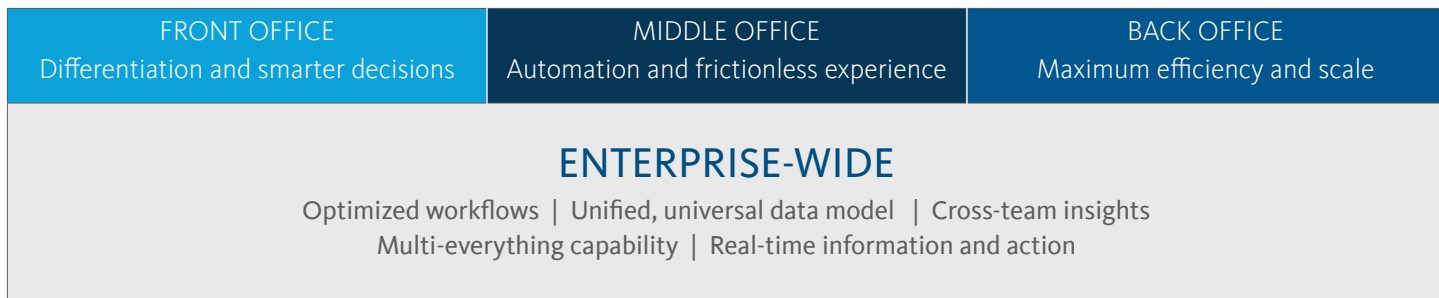 FRONT OFFICE
Differentiation and smarter decisions
MIDDLE OFFICE
Automation and frictionless experience
BACK OFFICE
Maximum efficiency and scale
ENTERPRISE-WIDE
Optimized workflows | Unified, universal data model | Cross-team insights
Multi-everything capability | Real-time information and action